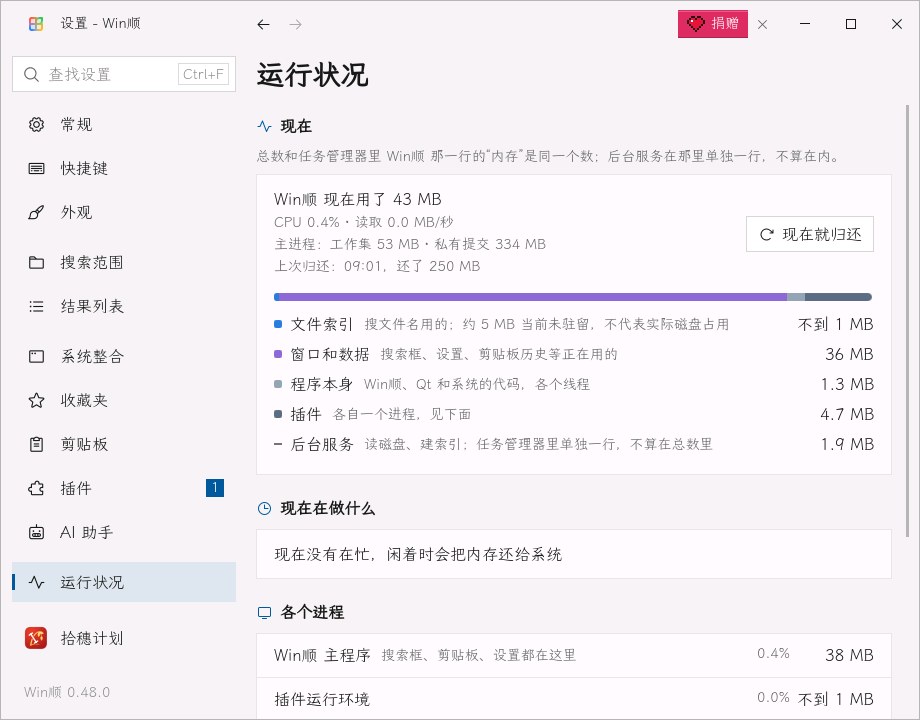 设置 - Win顺
捐赠
查找设置
Ctrl+F
常规
快捷键
外观
搜索范围
结果列表
系统整合
收藏夹
剪贴板
插件
1
AI 助手
运行状况
拾穗计划
Win顺 0.48.0
运行状况
现在
总数和任务管理器里 Win顺 那一行的“内存”是同一个数；后台服务在那里单独一行，不算在内。
Win顺 现在用了 43 MB
CPU 0.4% · 读取 0.0 MB/秒
主进程：工作集 53 MB · 私有提交 334 MB
上次归还：09:01，还了 250 MB
现在就归还
文件索引 搜文件名用的；约 5 MB 当前未驻留，不代表实际磁盘占用 不到 1 MB
窗口和数据 搜索框、设置、剪贴板历史等正在用的 36 MB
程序本身 Win顺、Qt 和系统的代码，各个线程 1.3 MB
插件 各自一个进程，见下面 4.7 MB
后台服务 读磁盘、建索引；任务管理器里单独一行，不算在总数里 1.9 MB
现在在做什么
现在没有在忙，闲着时会把内存还给系统
各个进程
Win顺 主程序 搜索框、剪贴板、设置都在这里 0.4% 38 MB
插件运行环境 0.0% 不到 1 MB